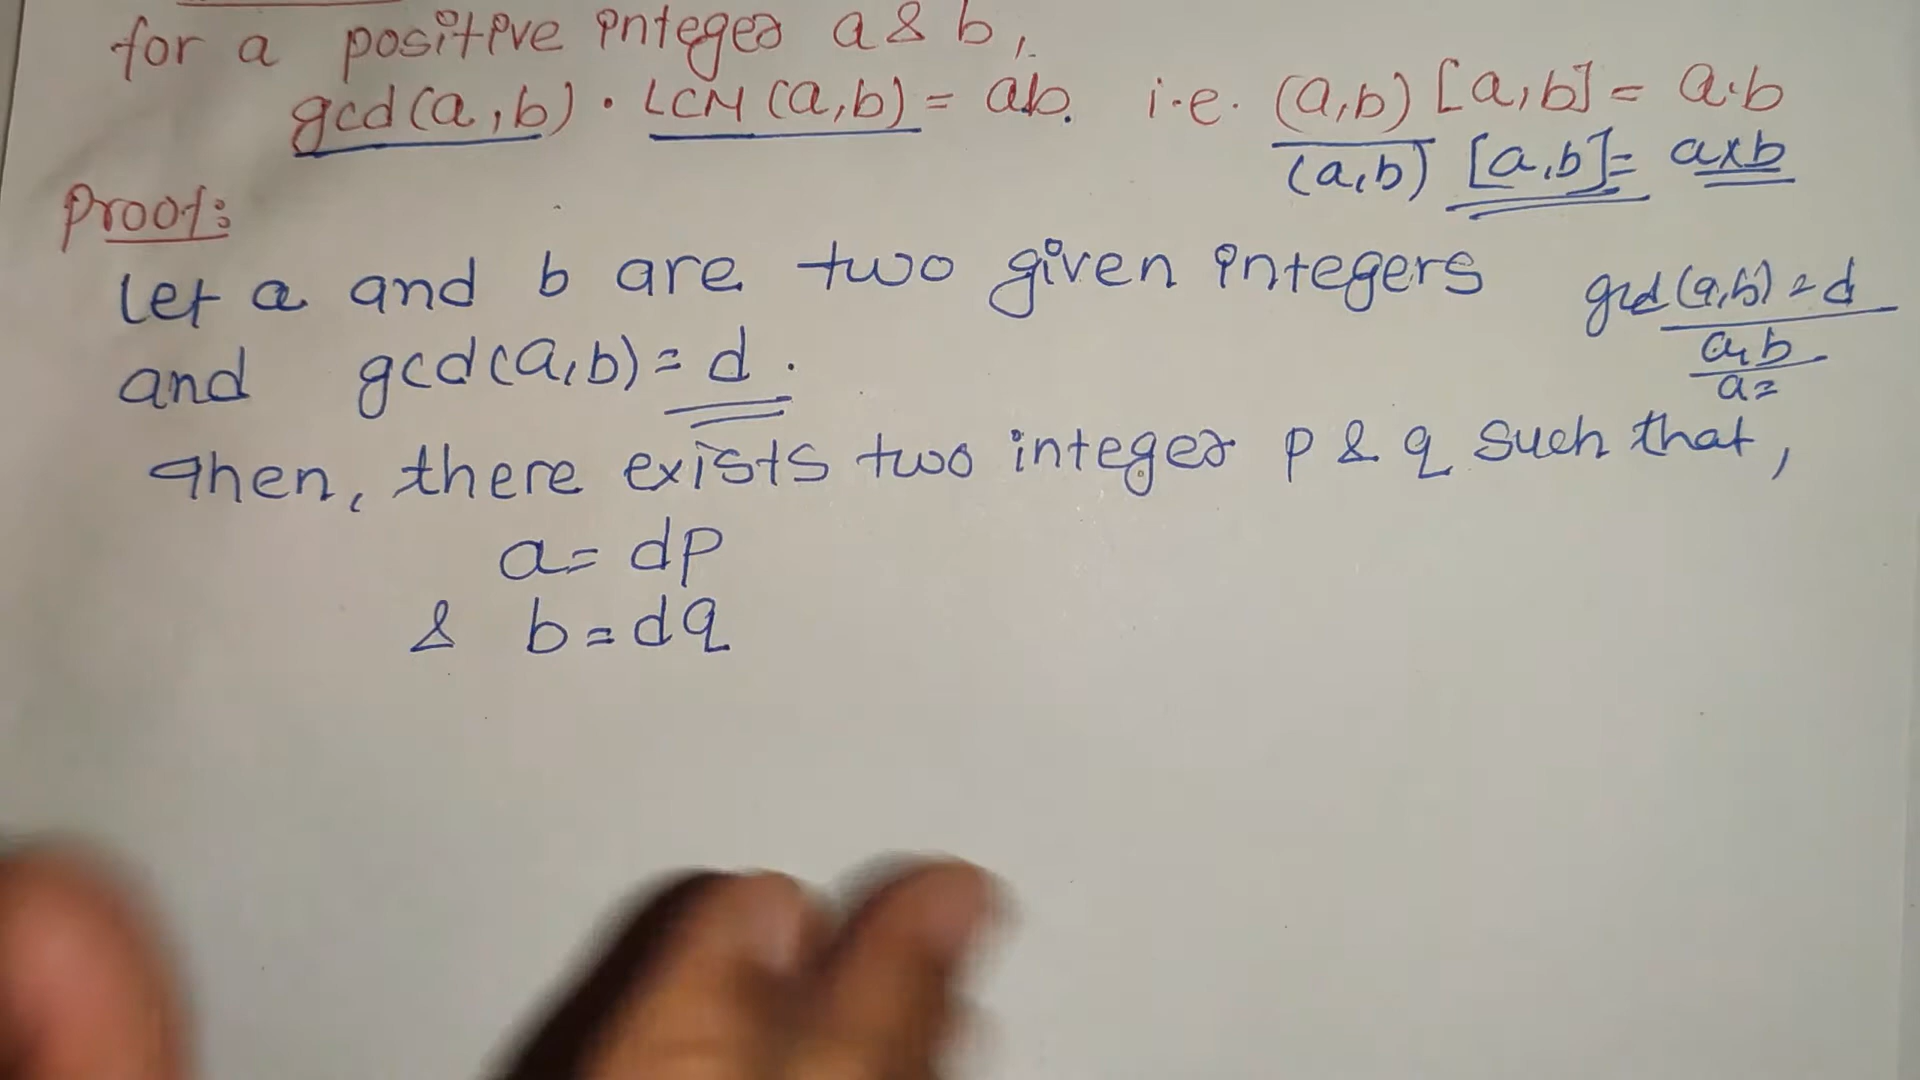 for a positive integer a & b,
gcd(a,b) · LCM(a,b) = ab. i.e. (a,b) [a,b] = a·b
(a,b) [a,b] = a×b
Proof:
Let a and b are two given integers
gcd(a,b) = d
and gcd(a,b) = d .
a, b
a =
Then, there exists two integer p & q such that,
a = dp
& b = dq